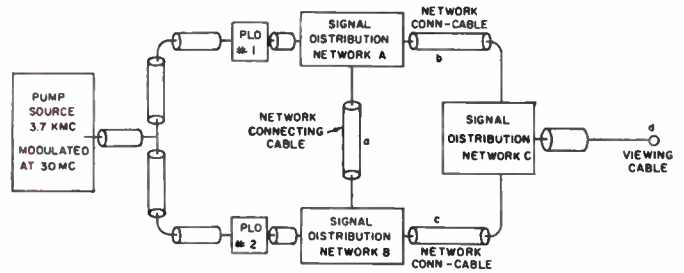 PUMP
SOURCE
3.7 KMC
MODULATED
AT 30 MC
PLO
# 1
SIGNAL
DISTRIBUTION
NETWORK A
NETWORK
CONN-CABLE
b
NETWORK
CONNECTING
CABLE
a
SIGNAL
DISTRIBUTION
NETWORK C
d
VIEWING
CABLE
PLO
# 2
SIGNAL
DISTRIBUTION
NETWORK B
c
NETWORK
CONN-CABLE